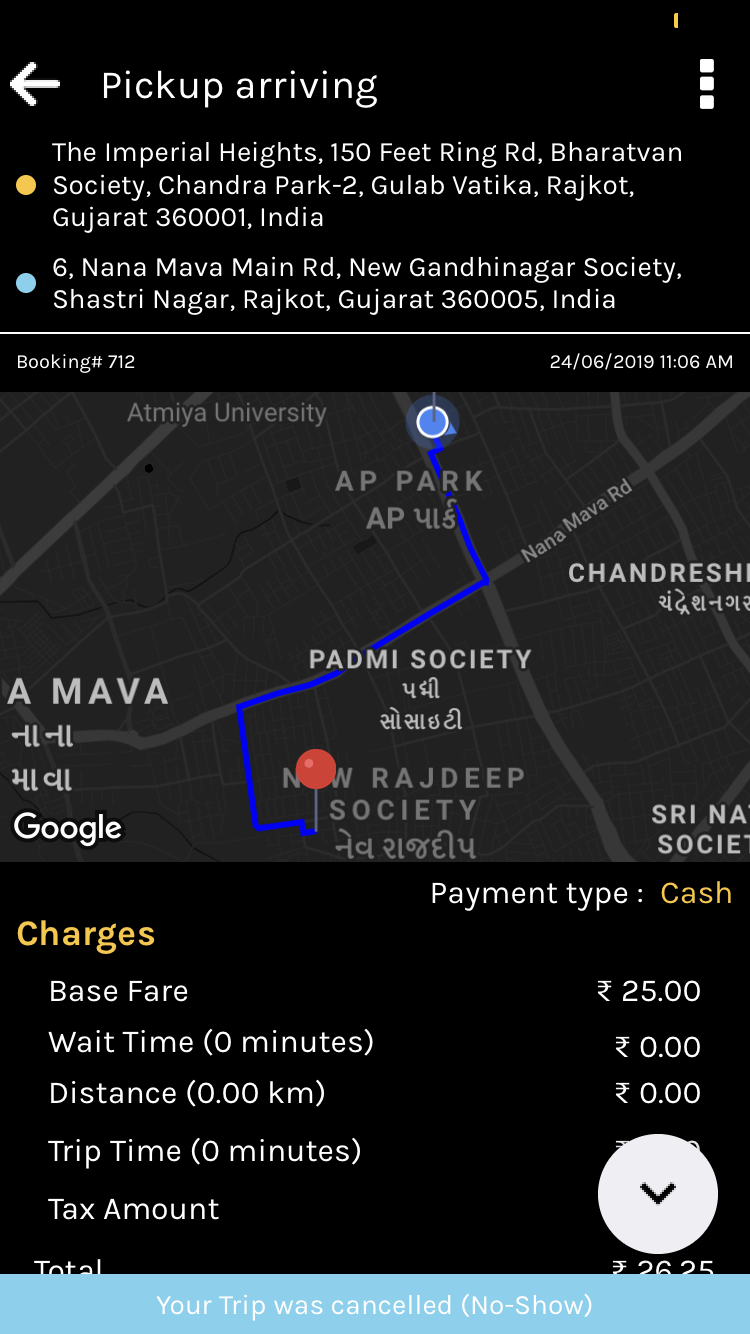 Pickup arriving
The Imperial Heights, 150 Feet Ring Rd, Bharatvan
Society, Chandra Park-2, Gulab Vatika, Rajkot,
Gujarat 360001, India
6, Nana Mava Main Rd, New Gandhinagar Society,
Shastri Nagar, Rajkot, Gujarat 360005, India
Booking# 712 24/06/2019 11:06 AM
Atmiya University
AP PARK
AP પાર્ક
Nana Mava Rd
CHANDRESH
ચંદ્રેશનગર
PADMI SOCIETY
પદ્મી
સોસાઇટી
A MAVA
નાના
માવા
RAJDEEP
SOCIETY
નેવ રાજદીપ
SRI NA
SOCIET
Google
Payment type : Cash
Charges
Base Fare ₹ 25.00
Wait Time (0 minutes) ₹ 0.00
Distance (0.00 km) ₹ 0.00
Trip Time (0 minutes)
Tax Amount
Total ₹ 26.25
Your Trip was cancelled (No-Show)